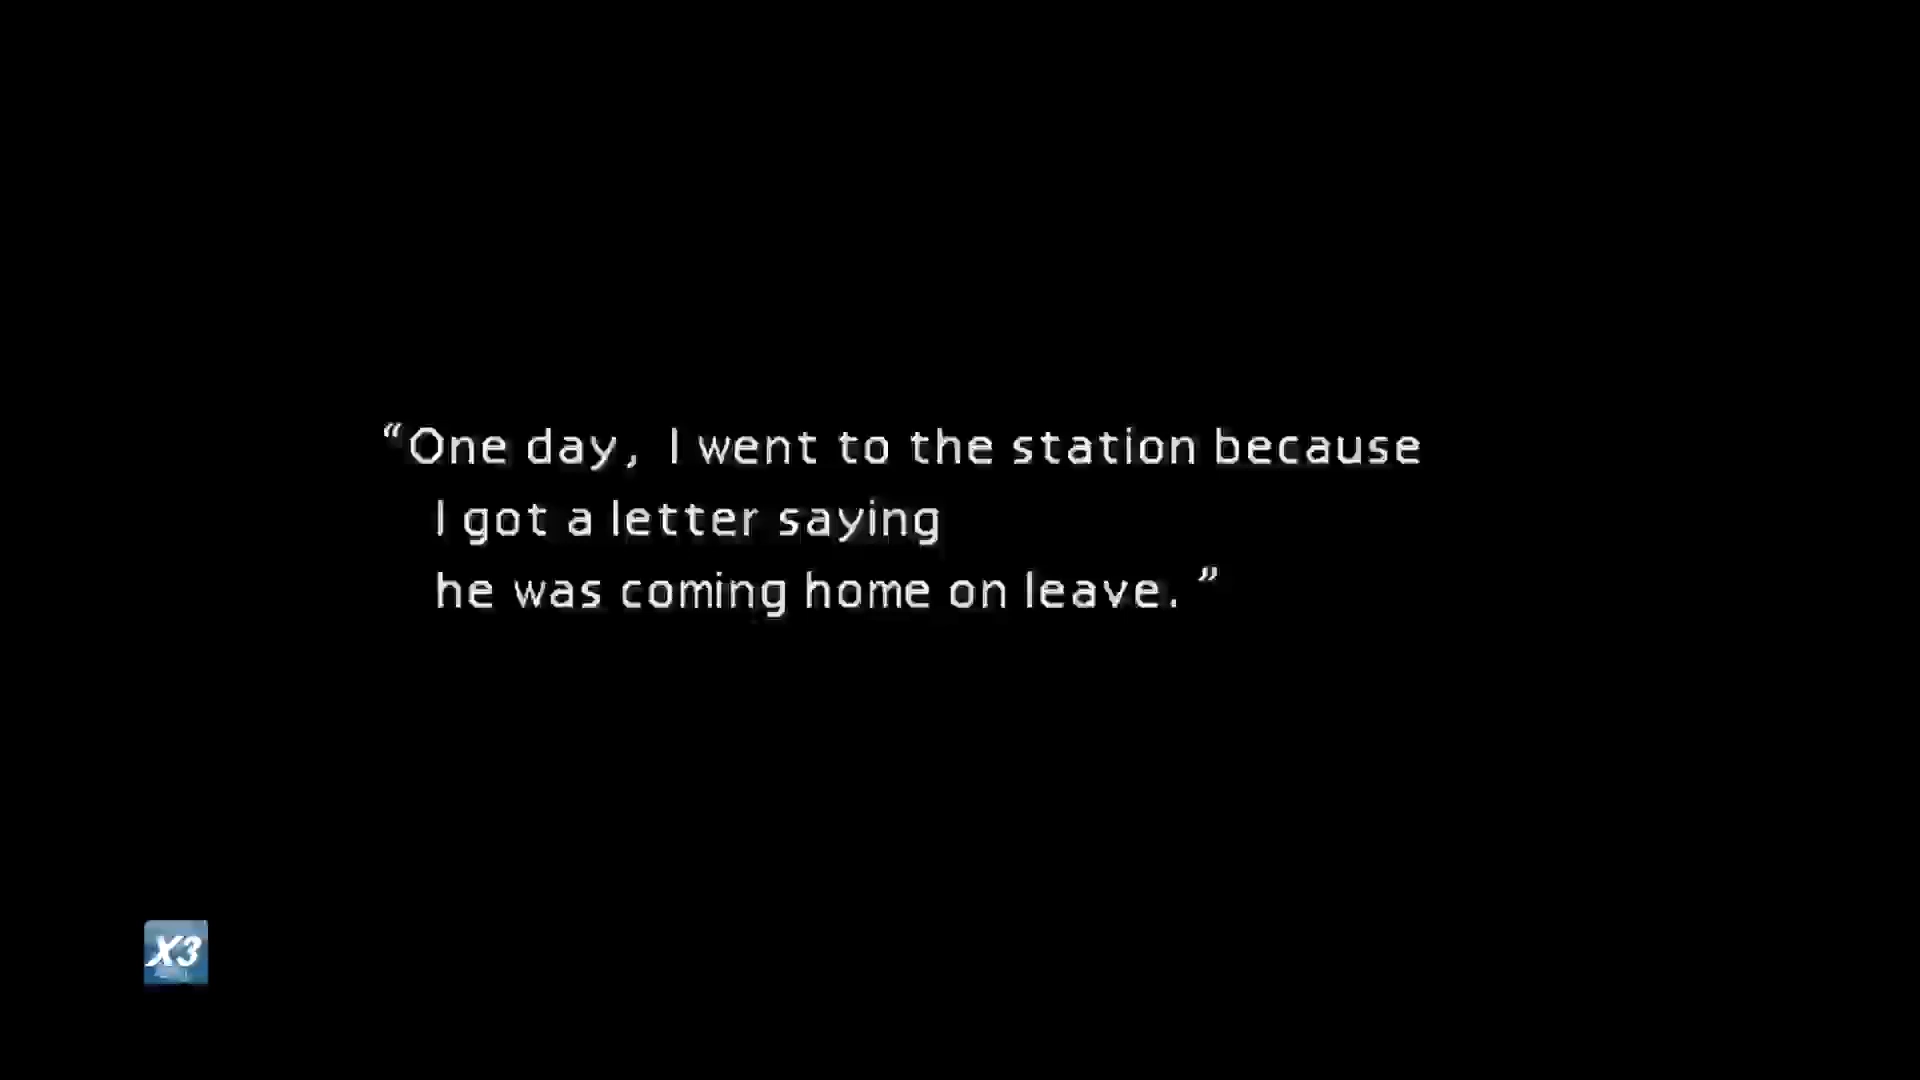 “One day, I went to the station because
I got a letter saying
he was coming home on leave.”
X3